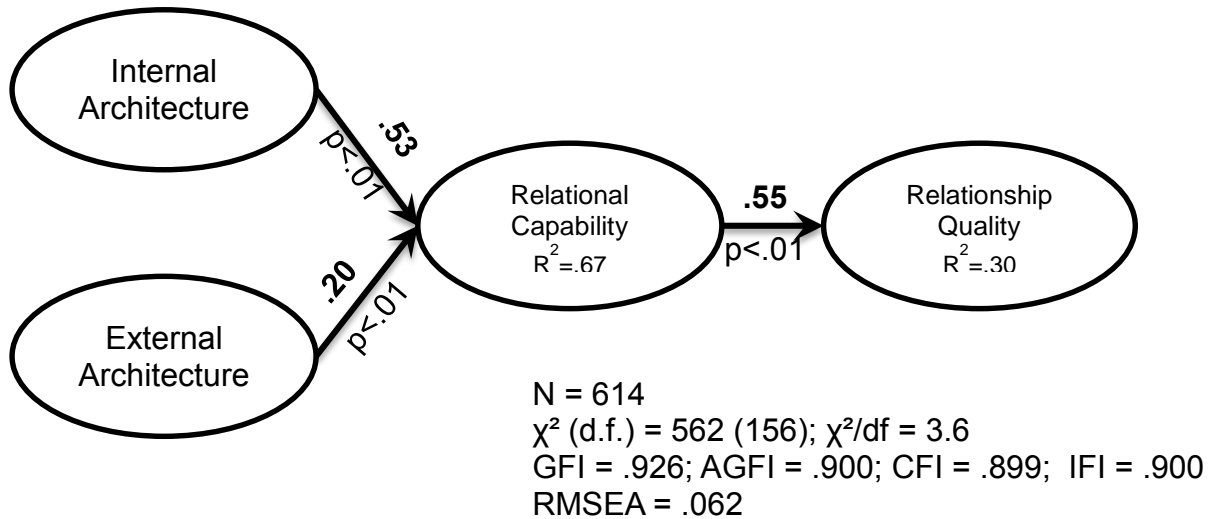 Internal
Architecture
.53
p<.01
External
Architecture
.20
p<.01
Relational
Capability
R²=.67
.55
p<.01
Relationship
Quality
R²=.30
N = 614
χ² (d.f.) = 562 (156); χ²/df = 3.6
GFI = .926; AGFI = .900; CFI = .899;  IFI = .900
RMSEA = .062